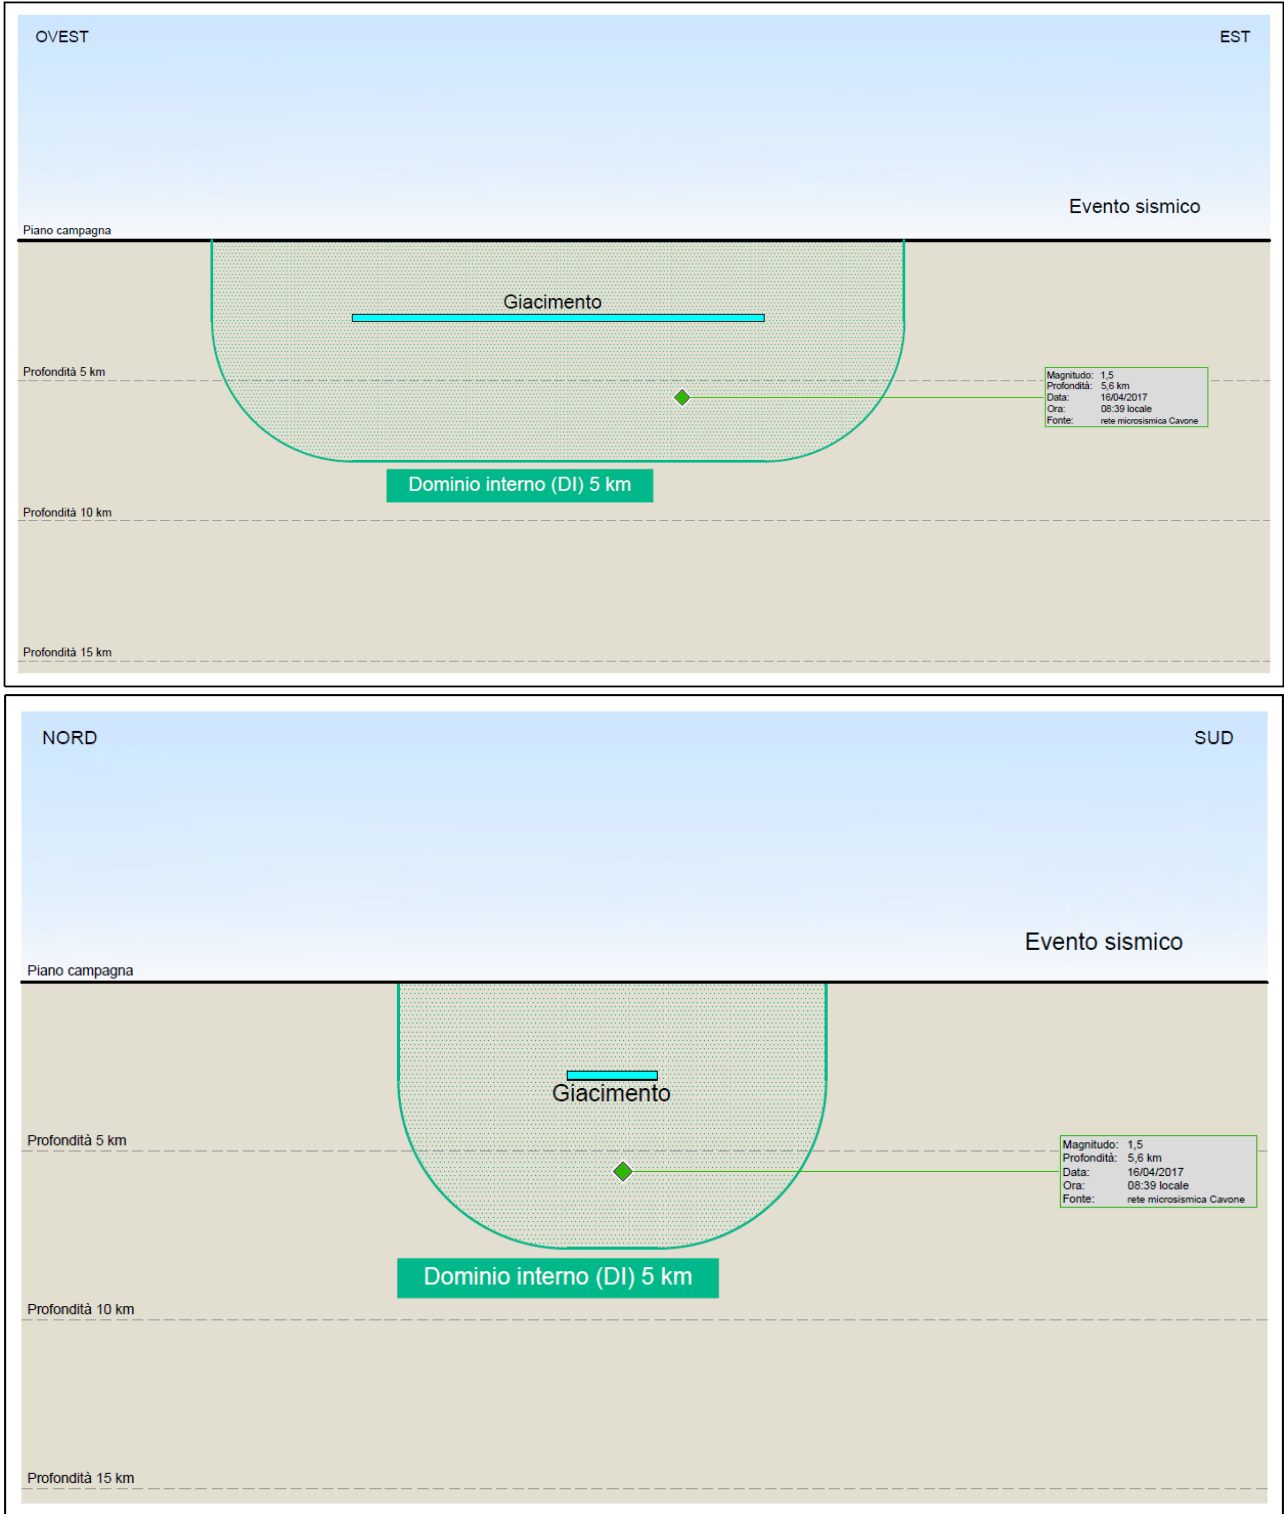 OVEST
EST
Evento sismico
Piano campagna
Giacimento
Profondità 5 km
Magnitudo: 1,5
Profondità: 5,6 km
Data: 16/04/2017
Ora: 08:39 locale
Fonte: rete microsismica Cavone
Dominio interno (DI) 5 km
Profondità 10 km
Profondità 15 km
NORD
SUD
Evento sismico
Piano campagna
Giacimento
Profondità 5 km
Magnitudo: 1,5
Profondità: 5,6 km
Data: 16/04/2017
Ora: 08:39 locale
Fonte: rete microsismica Cavone
Dominio interno (DI) 5 km
Profondità 10 km
Profondità 15 km